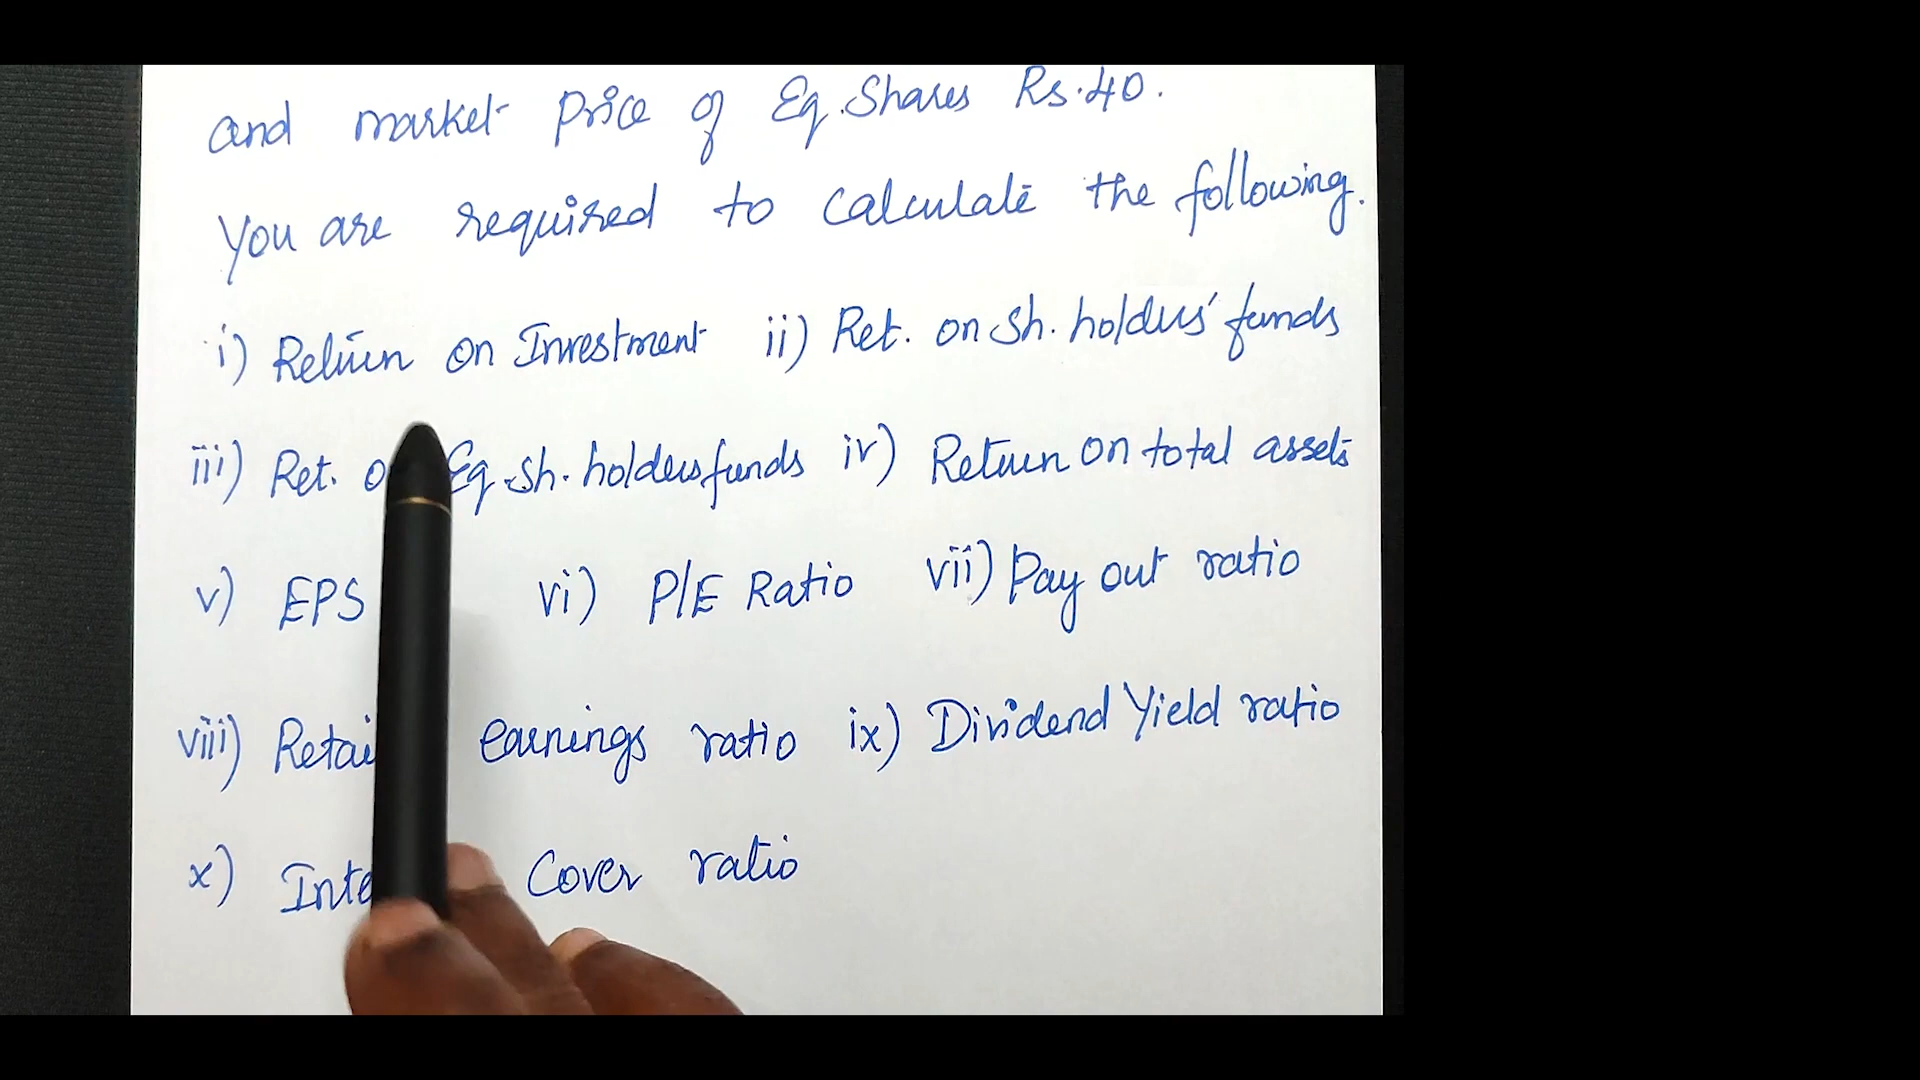 and market price of Eq. Shares Rs. 40.
You are required to calculate the following.
i) Return on Investment ii) Ret. on sh. holders' funds
iii) Ret. Eq. sh. holders funds iv) Return on total assets
v) EPS vi) P/E Ratio vii) Pay out ratio
viii) earnings ratio ix) Dividend Yield ratio
x) Cover ratio